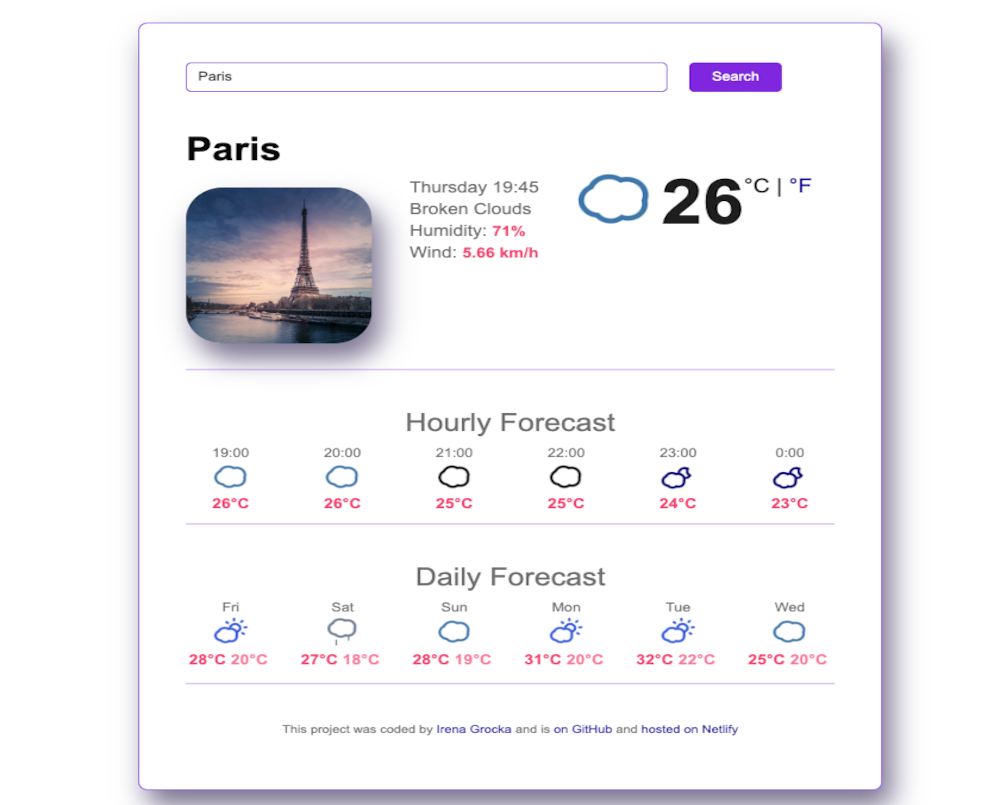 Paris
Search
Paris
Thursday 19:45
Broken Clouds
Humidity: 71%
Wind: 5.66 km/h
26 °C | °F
Hourly Forecast
19:00 20:00 21:00 22:00 23:00 0:00
26°C 26°C 25°C 25°C 24°C 23°C
Daily Forecast
Fri Sat Sun Mon Tue Wed
28°C 20°C 27°C 18°C 28°C 19°C 31°C 20°C 32°C 22°C 25°C 20°C
This project was coded by Irena Grocka and is on GitHub and hosted on Netlify